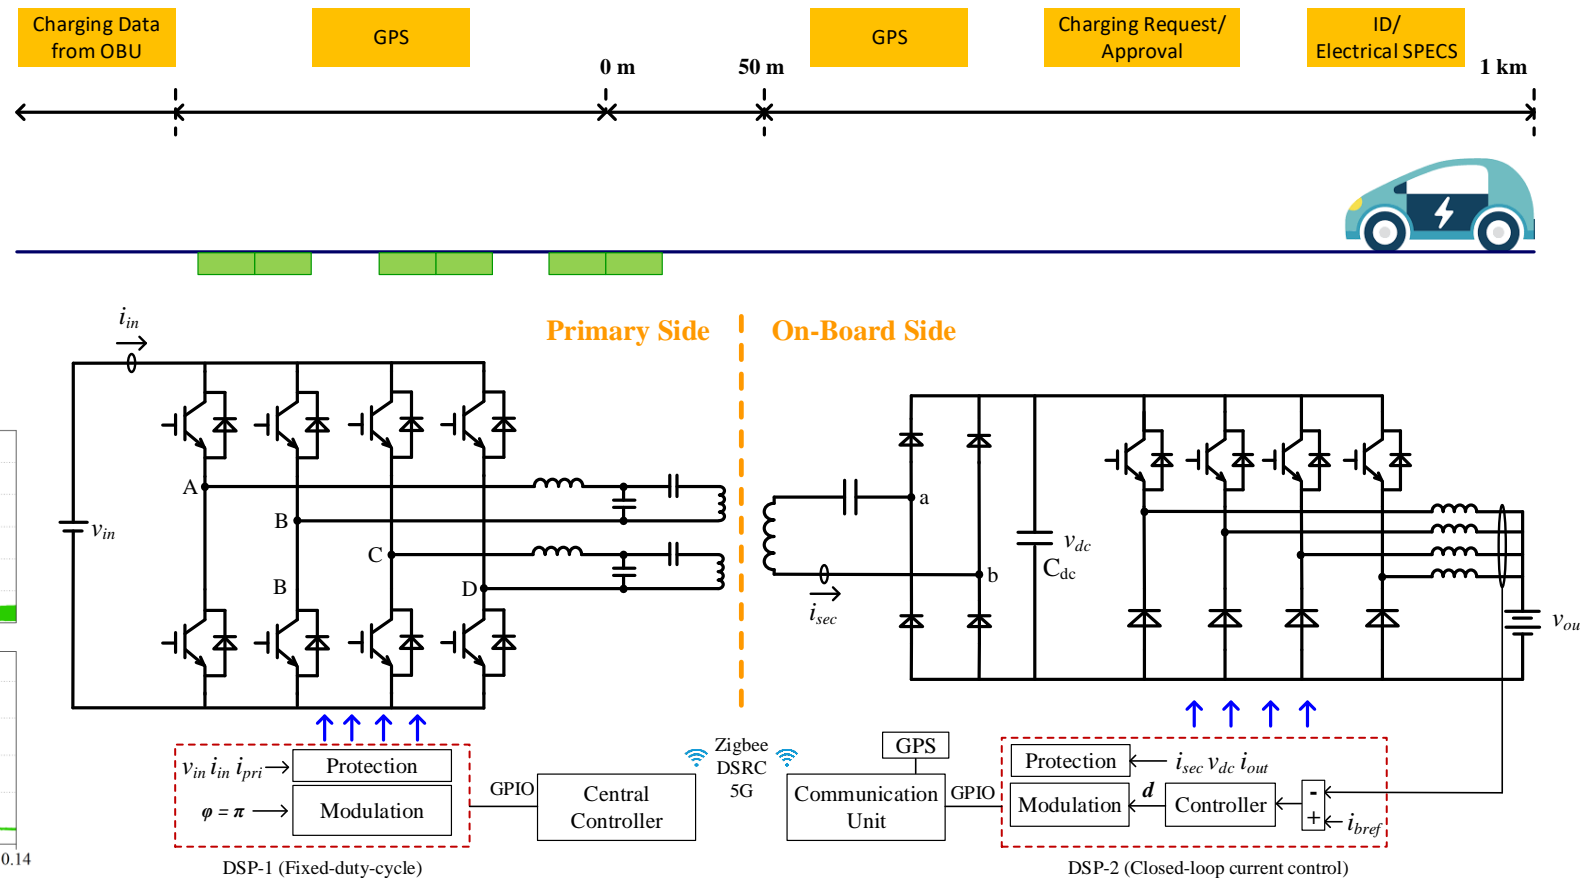 Charging Data
from OBU
GPS
GPS
Charging Request/
Approval
ID/
Electrical SPECS
0 m
50 m
1 km
i_in
Primary Side
On-Board Side
A
B
v_in
C
B
D
a
b
v_dc
C_dc
i_sec
v_ou
v_in i_in i_pri
Protection
φ = π
Modulation
GPIO
Central
Controller
Zigbee
DSRC
5G
GPS
Communication
Unit
GPIO
Protection
i_sec v_dc i_out
Modulation
d
Controller
-
+
i_bref
0.14
DSP-1 (Fixed-duty-cycle)
DSP-2 (Closed-loop current control)